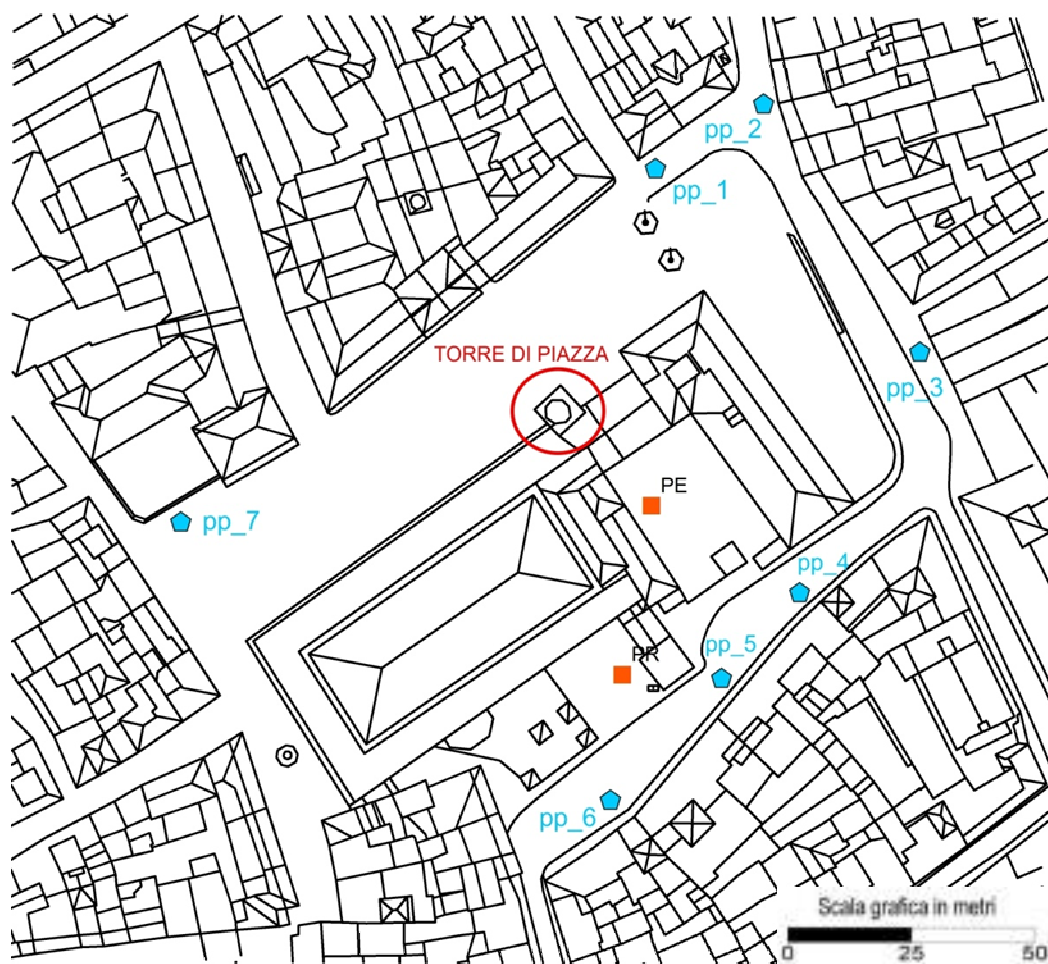 pp_2
pp_1
TORRE DI PIAZZA
pp_3
PE
pp_7
pp_4
pp_5
PR
pp_6
Scala grafica in metri
0 25 50